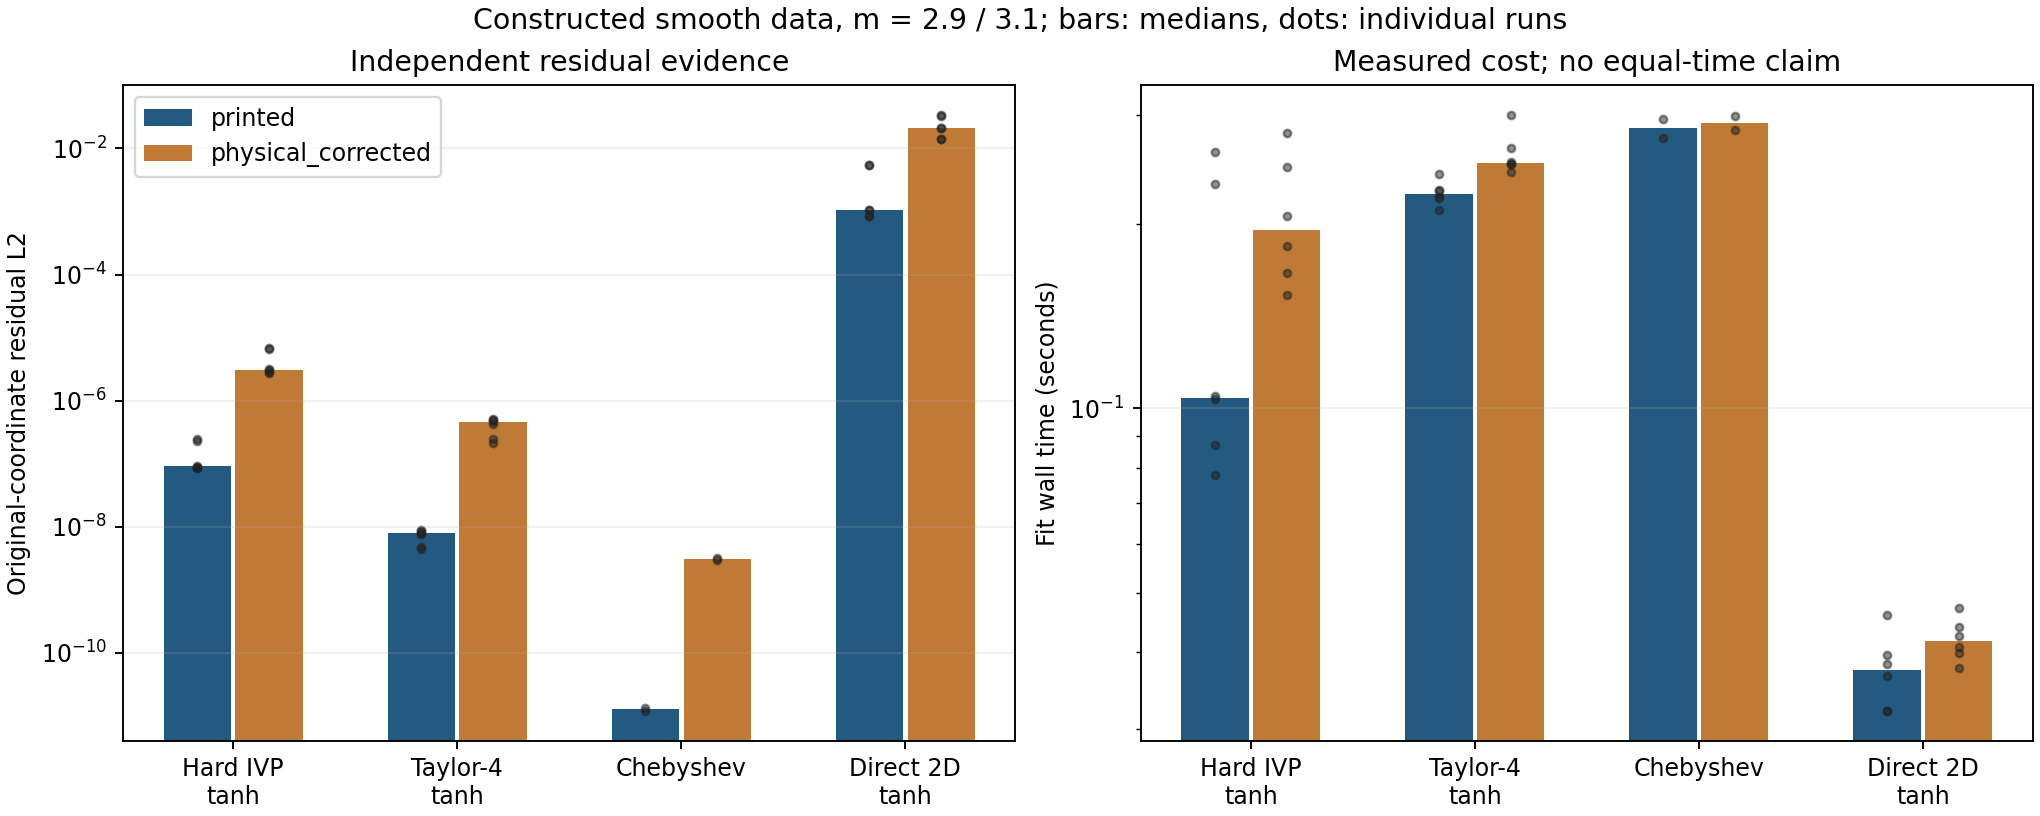 Constructed smooth data, m = 2.9 / 3.1; bars: medians, dots: individual runs
Independent residual evidence
printed
physical_corrected
Original-coordinate residual L2
10⁻²
10⁻⁴
10⁻⁶
10⁻⁸
10⁻¹⁰
Hard IVP
tanh
Taylor-4
tanh
Chebyshev
Direct 2D
tanh
Measured cost; no equal-time claim
Fit wall time (seconds)
10⁻¹
Hard IVP
tanh
Taylor-4
tanh
Chebyshev
Direct 2D
tanh